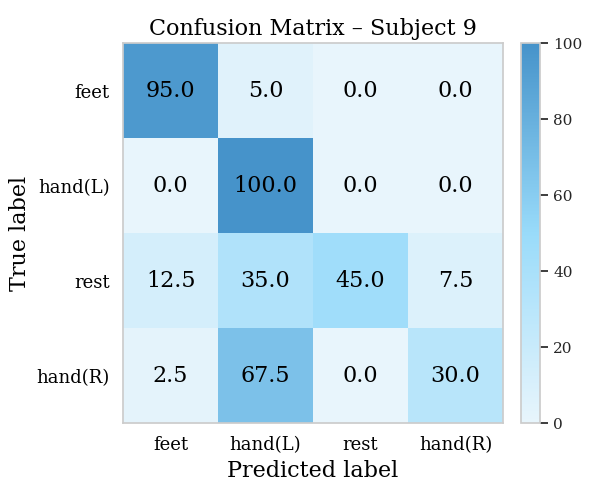 Confusion Matrix – Subject 9
True label
feet 95.0 5.0 0.0 0.0
hand(L) 0.0 100.0 0.0 0.0
rest 12.5 35.0 45.0 7.5
hand(R) 2.5 67.5 0.0 30.0
feet hand(L) rest hand(R)
Predicted label
100
80
60
40
20
0